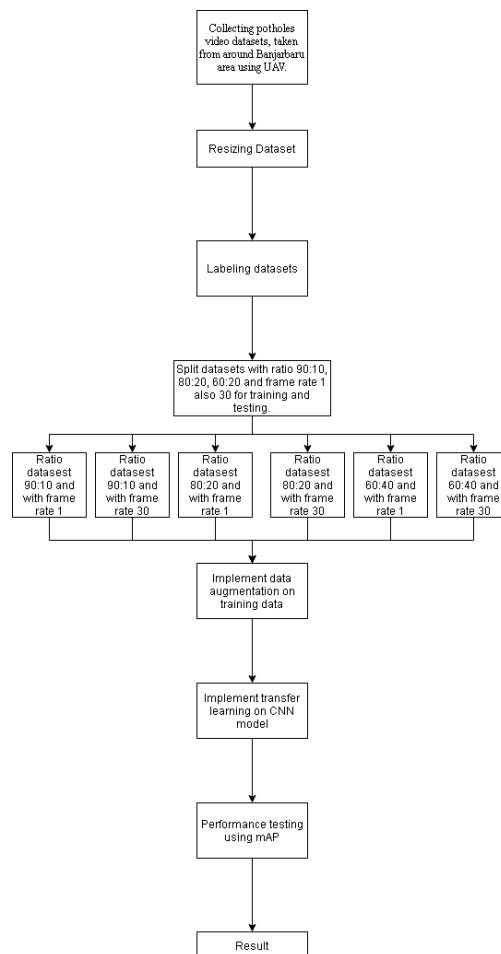 Collecting potholes
video datasets, taken
from around Banjarbaru
area using UAV.
Resizing Dataset
Labeling datasets
Split datasets with ratio 90:10,
80:20, 60:20 and frame rate 1
also 30 for training and
testing.
Ratio
datasest
90:10 and
with frame
rate 1
Ratio
datasest
90:10 and
with frame
rate 30
Ratio
datasest
80:20 and
with frame
rate 1
Ratio
datasest
80:20 and
with frame
rate 30
Ratio
datasest
60:40 and
with frame
rate 1
Ratio
datasest
60:40 and
with frame
rate 30
Implement data
augmentation on
training data
Implement transfer
learning on CNN
model
Performance testing
using mAP
Result